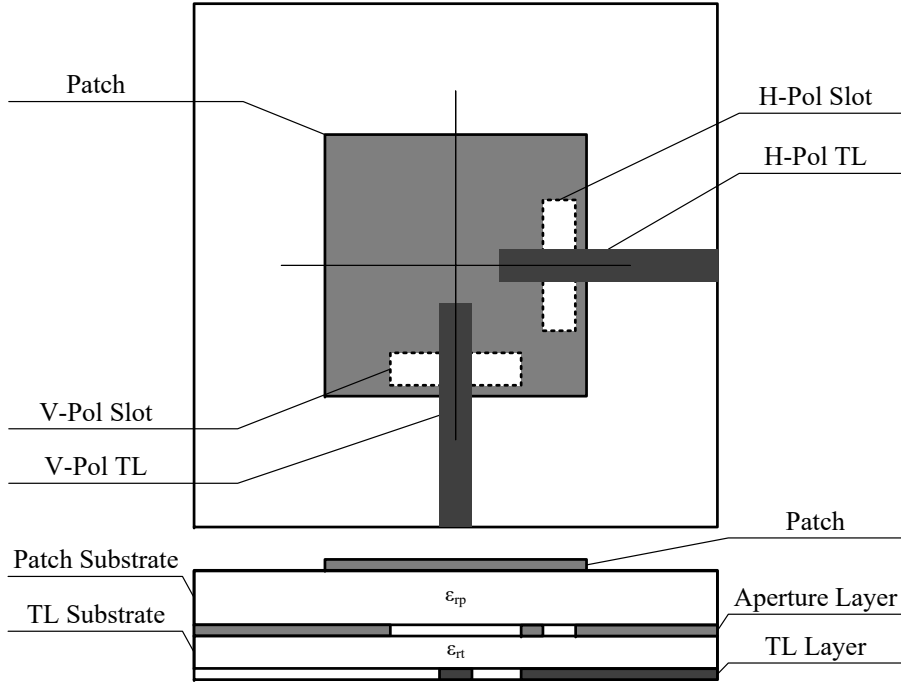 Patch
H-Pol Slot
H-Pol TL
V-Pol Slot
V-Pol TL
Patch
Patch Substrate
εrp
Aperture Layer
TL Substrate
εrt
TL Layer